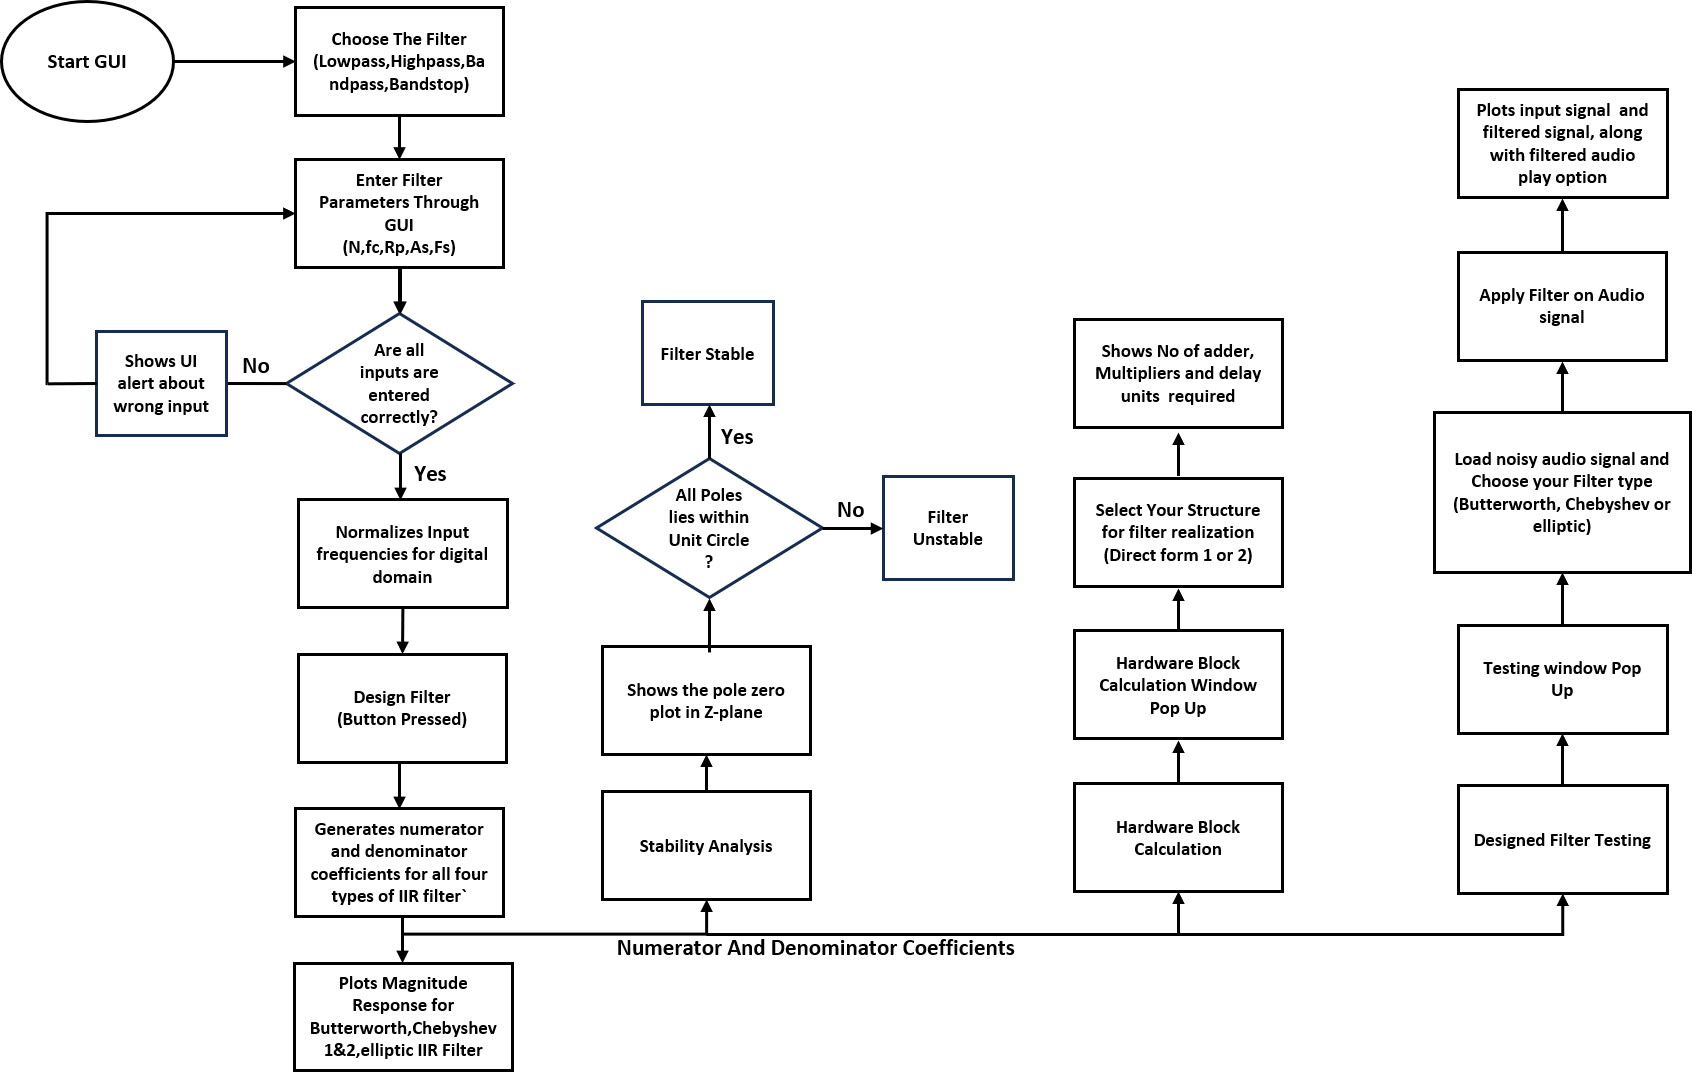 Start GUI
Choose The Filter
(Lowpass,Highpass,Ba
ndpass,Bandstop)
Enter Filter
Parameters Through
GUI
(N,fc,Rp,As,Fs)
Shows UI
alert about
wrong input
No
Are all
inputs are
entered
correctly?
Yes
Normalizes Input
frequencies for digital
domain
Design Filter
(Button Pressed)
Generates numerator
and denominator
coefficients for all four
types of IIR filter`
Plots Magnitude
Response for
Butterworth,Chebyshev
1&2,elliptic IIR Filter
Numerator And Denominator Coefficients
Filter Stable
Yes
All Poles
lies within
Unit Circle
?
No
Filter
Unstable
Shows the pole zero
plot in Z-plane
Stability Analysis
Shows No of adder,
Multipliers and delay
units  required
Select Your Structure
for filter realization
(Direct form 1 or 2)
Hardware Block
Calculation Window
Pop Up
Hardware Block
Calculation
Plots input signal  and
filtered signal, along
with filtered audio
play option
Apply Filter on Audio
signal
Load noisy audio signal and
Choose your Filter type
(Butterworth, Chebyshev or
elliptic)
Testing window Pop
Up
Designed Filter Testing